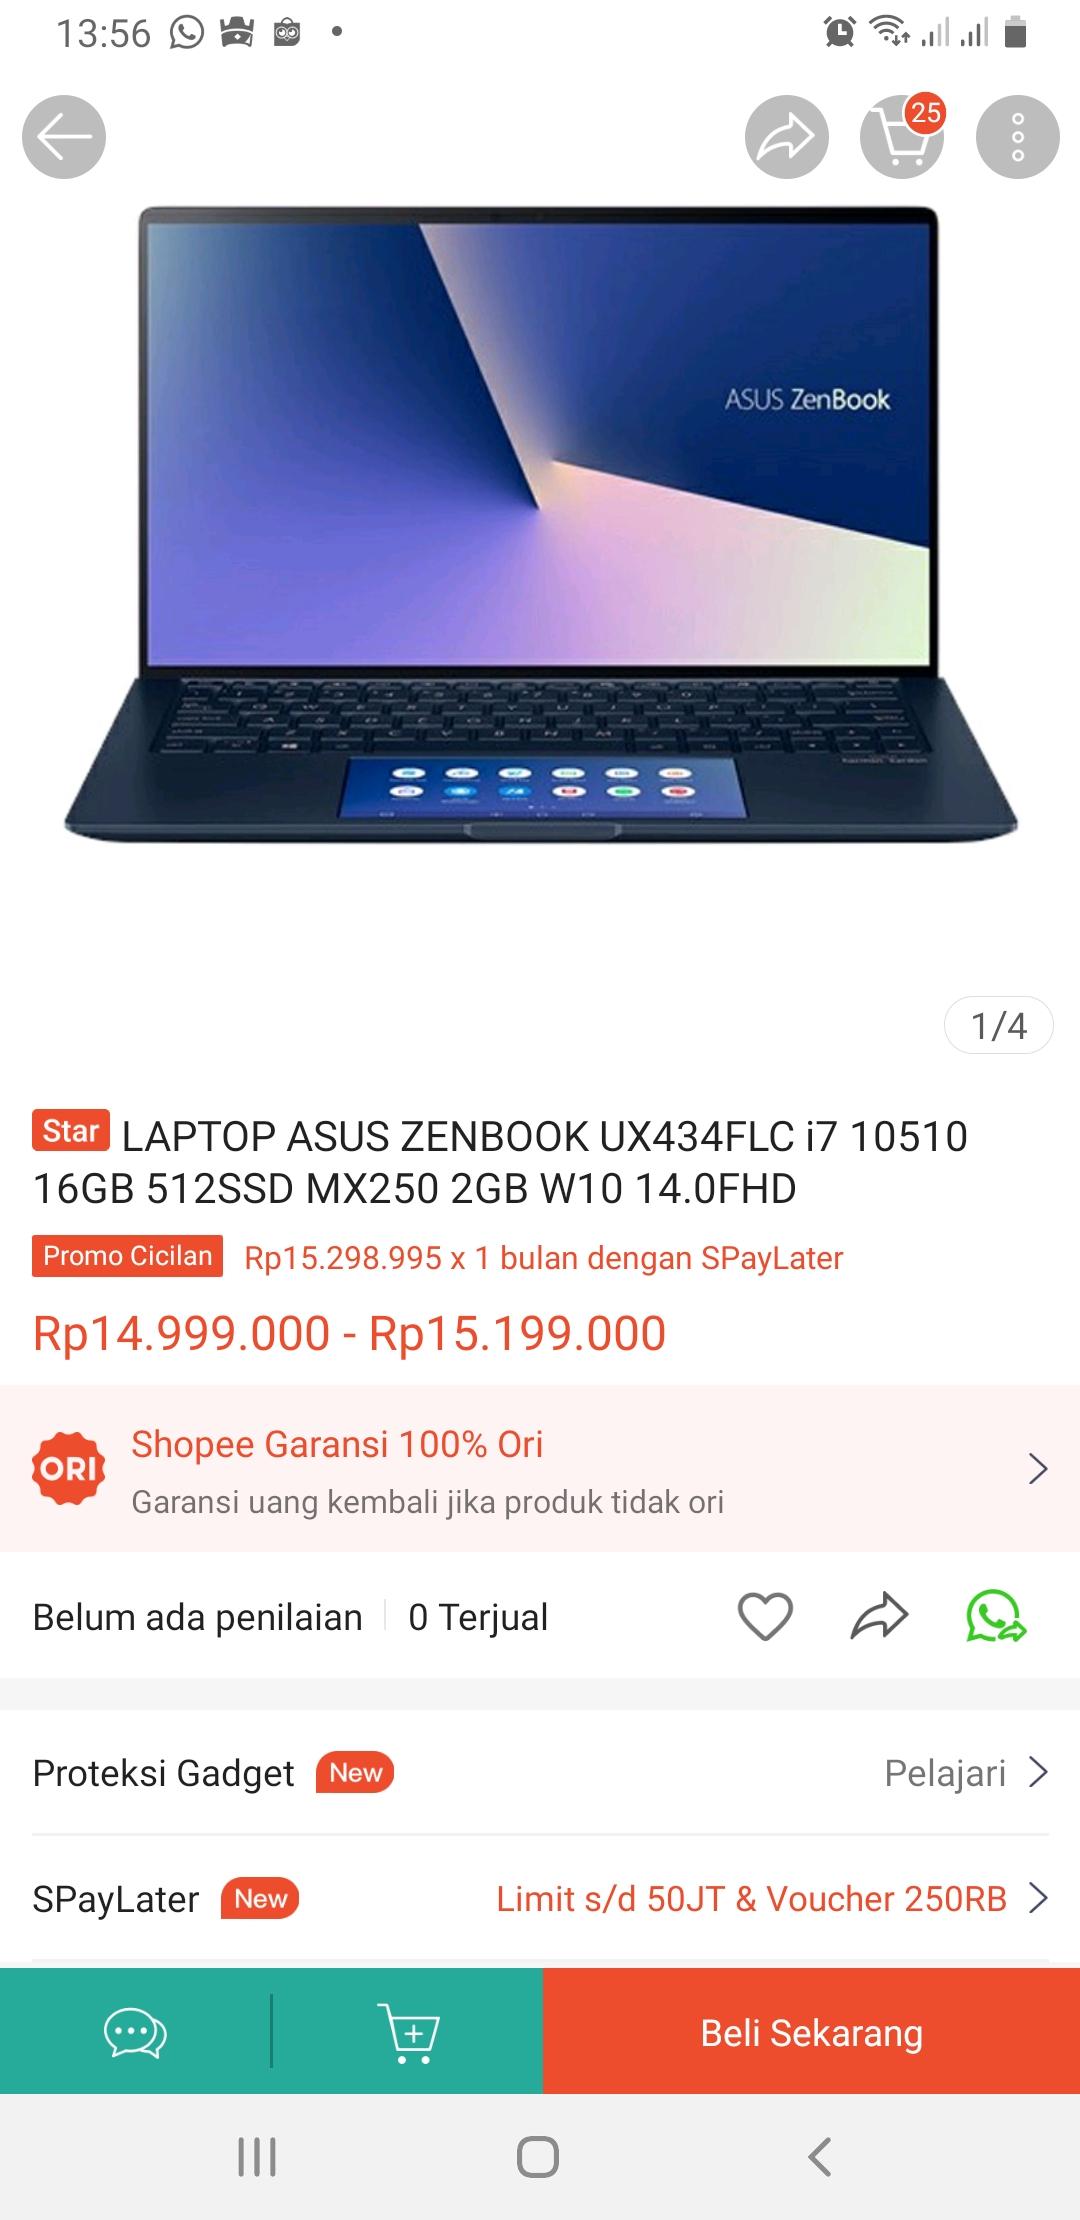 13:56
25
ASUS ZenBook
harman/kardon
1/4
Star LAPTOP ASUS ZENBOOK UX434FLC i7 10510
16GB 512SSD MX250 2GB W10 14.0FHD
Promo Cicilan Rp15.298.995 x 1 bulan dengan SPayLater
Rp14.999.000 - Rp15.199.000
ORI
Shopee Garansi 100% Ori
Garansi uang kembali jika produk tidak ori
Belum ada penilaian 0 Terjual
Proteksi Gadget New Pelajari
SPayLater New Limit s/d 50JT & Voucher 250RB
Beli Sekarang